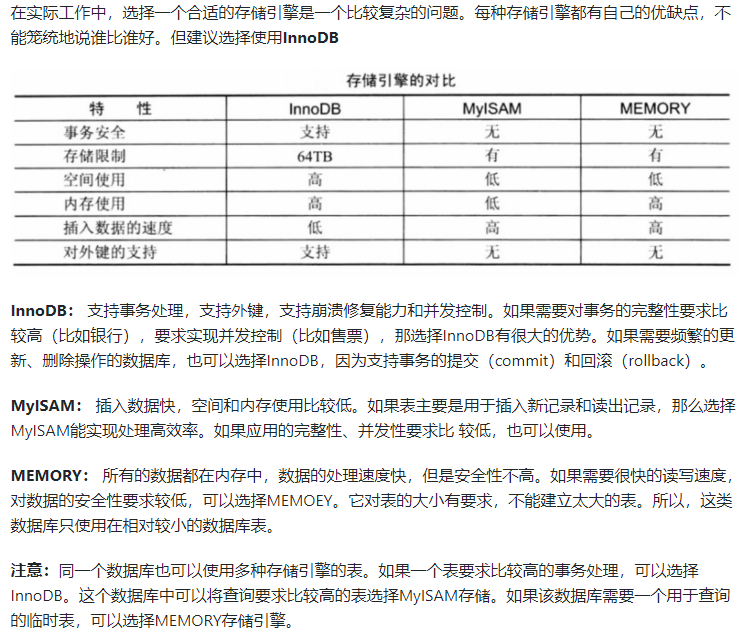 在实际工作中，选择一个合适的存储引擎是一个比较复杂的问题。每种存储引擎都有自己的优缺点，不
能笼统地说谁比谁好。但建议选择使用InnoDB
存储引擎的对比
特 性 InnoDB MyISAM MEMORY
事务安全 支持 无 无
存储限制 64TB 有 有
空间使用 高 低 低
内存使用 高 低 高
插入数据的速度 低 高 高
对外键的支持 支持 无 无
InnoDB： 支持事务处理，支持外键，支持崩溃修复能力和并发控制。如果需要对事务的完整性要求比
较高（比如银行），要求实现并发控制（比如售票），那选择InnoDB有很大的优势。如果需要频繁的更
新、删除操作的数据库，也可以选择InnoDB，因为支持事务的提交（commit）和回滚（rollback）。
MyISAM： 插入数据快，空间和内存使用比较低。如果表主要是用于插入新记录和读出记录，那么选择
MyISAM能实现处理高效率。如果应用的完整性、并发性要求比 较低，也可以使用。
MEMORY： 所有的数据都在内存中，数据的处理速度快，但是安全性不高。如果需要很快的读写速度，
对数据的安全性要求较低，可以选择MEMOEY。它对表的大小有要求，不能建立太大的表。所以，这类
数据库只使用在相对较小的数据库表。
注意：同一个数据库也可以使用多种存储引擎的表。如果一个表要求比较高的事务处理，可以选择
InnoDB。这个数据库中可以将查询要求比较高的表选择MyISAM存储。如果该数据库需要一个用于查询
的临时表，可以选择MEMORY存储引擎。